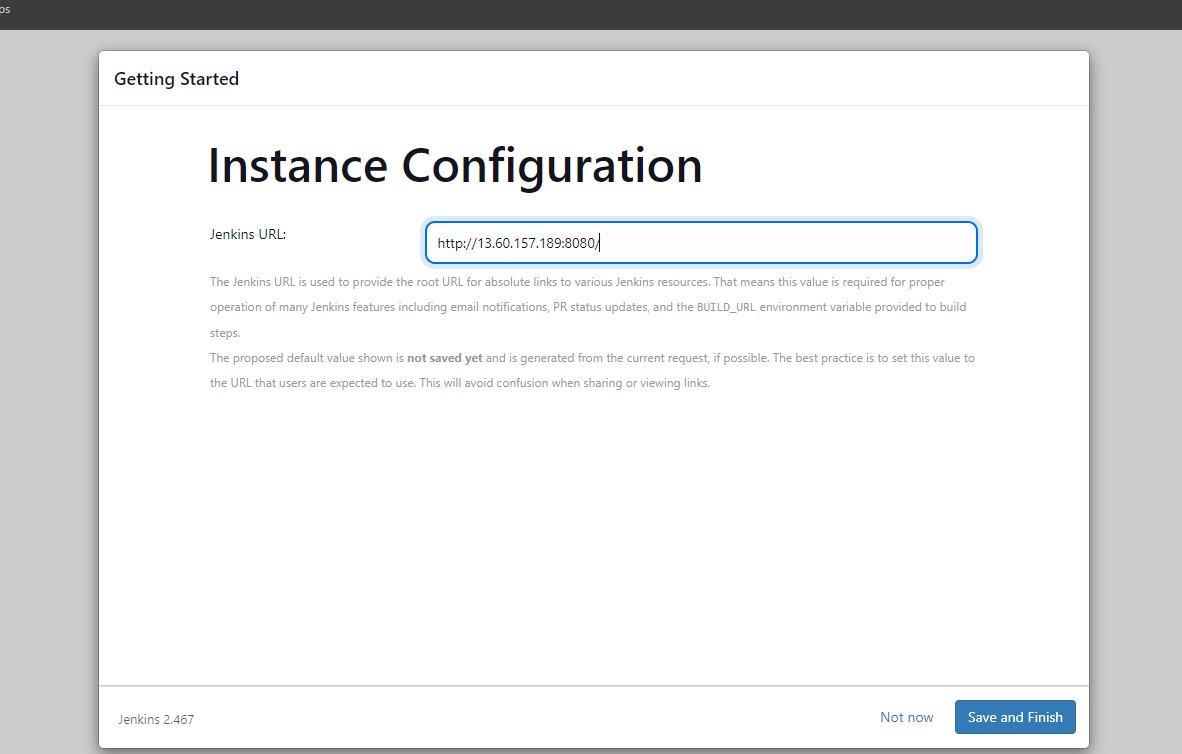 ps
Getting Started
Instance Configuration
Jenkins URL:
http://13.60.157.189:8080/
The Jenkins URL is used to provide the root URL for absolute links to various Jenkins resources. That means this value is required for proper
operation of many Jenkins features including email notifications, PR status updates, and the BUILD_URL environment variable provided to build
steps.
The proposed default value shown is not saved yet and is generated from the current request, if possible. The best practice is to set this value to
the URL that users are expected to use. This will avoid confusion when sharing or viewing links.
Jenkins 2.467
Not now
Save and Finish